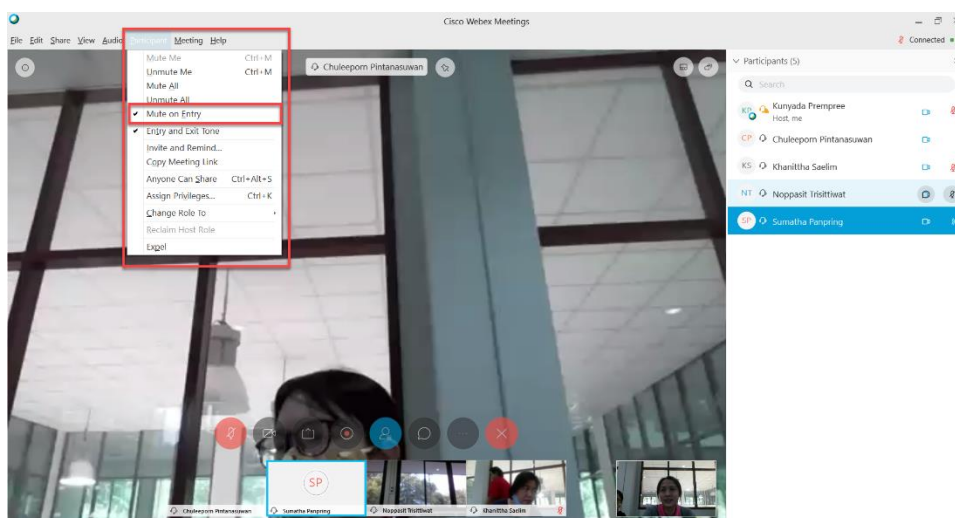 Cisco Webex Meetings
File Edit Share View Audio Participant Meeting Help
Connected
Mute Me Ctrl+M
Unmute Me Ctrl+M
Mute All
Unmute All
Mute on Entry
Entry and Exit Tone
Invite and Remind...
Copy Meeting Link
Anyone Can Share Ctrl+Alt+S
Assign Privileges... Ctrl+K
Change Role To
Reclaim Host Role
Expel
Chuleeporn Pintanasuwan
Participants (5)
Search
KP Kunyada Prempree
Host, me
CP Chuleeporn Pintanasuwan
KS Khanittha Saelim
NT Noppasit Trisittiwat
SP Sumatha Panpring
SP
Chuleeporn Pintanasuwan
Sumatha Panpring
Noppasit Trisittiwat
Khanittha Saelim